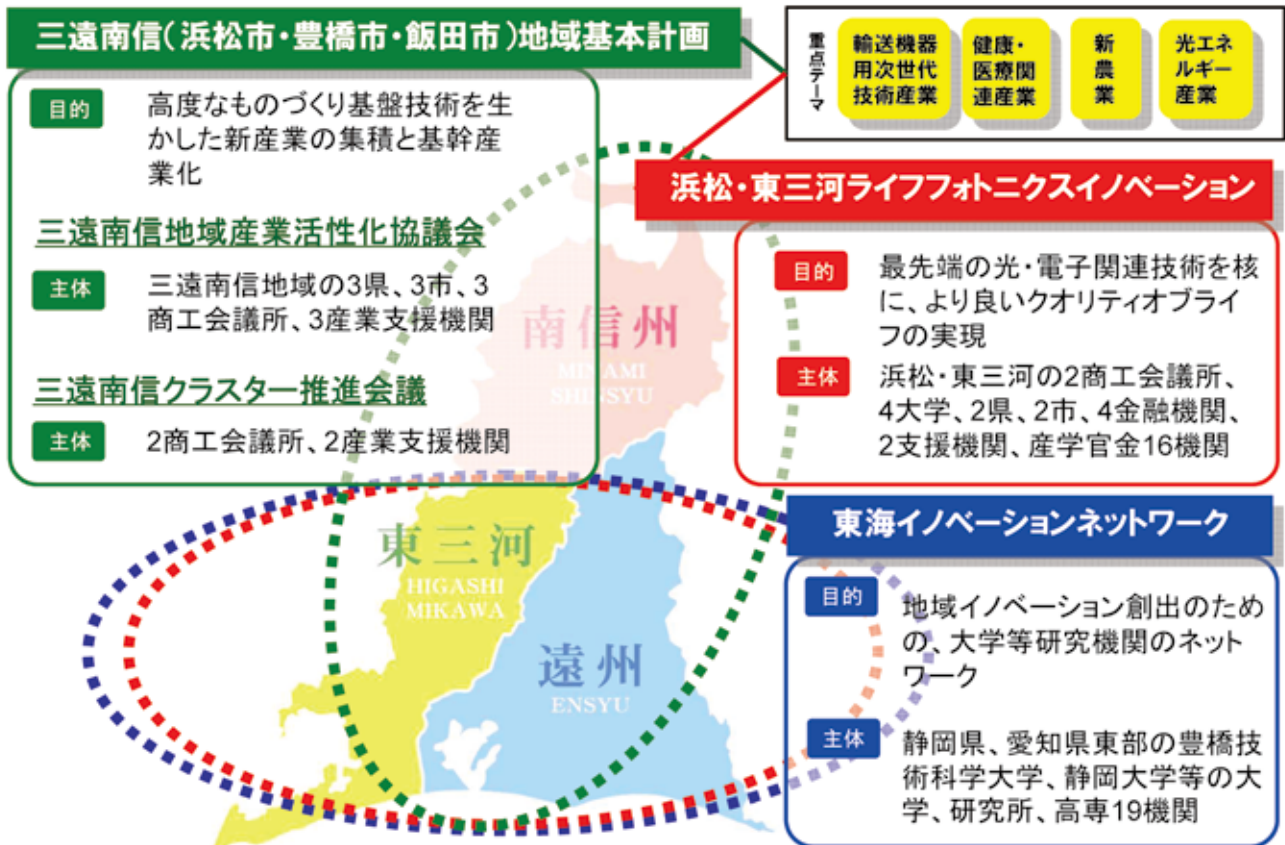 三遠南信(浜松市・豊橋市・飯田市)地域基本計画
目的
高度なものづくり基盤技術を生
かした新産業の集積と基幹産
業化
三遠南信地域産業活性化協議会
主体
三遠南信地域の3県、3市、3
商工会議所、3産業支援機関
三遠南信クラスター推進会議
主体
2商工会議所、2産業支援機関
重点テーマ
輸送機器
用次世代
技術産業
健康・
医療関
連産業
新
農
業
光エネ
ルギー
産業
浜松・東三河ライフフォトニクスイノベーション
目的
最先端の光・電子関連技術を核
に、より良いクオリティオブライ
フの実現
主体
浜松・東三河の2商工会議所、
4大学、2県、2市、4金融機関、
2支援機関、産学官金16機関
東海イノベーションネットワーク
目的
地域イノベーション創出のため
の、大学等研究機関のネット
ワーク
主体
静岡県、愛知県東部の豊橋技
術科学大学、静岡大学等の大
学、研究所、高専19機関
南信州
MINAMI
SHINSYU
東三河
HIGASHI
MIKAWA
遠州
ENSYU